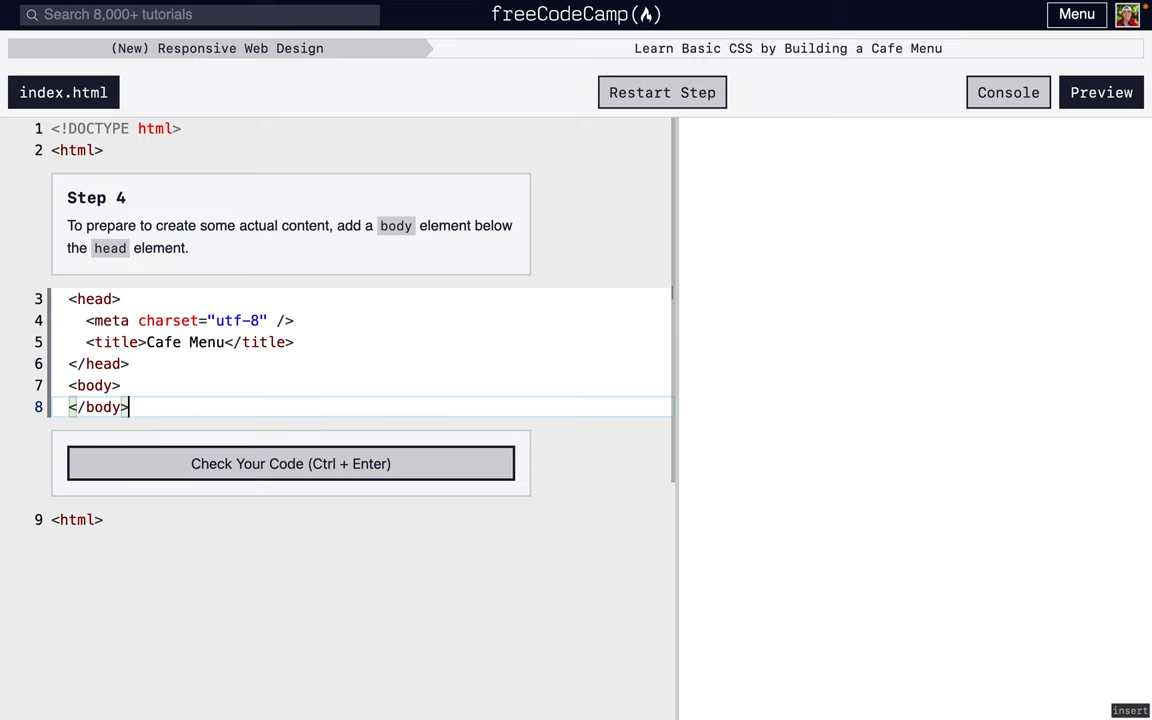 Search 8,000+ tutorials
freeCodeCamp
Menu
(New) Responsive Web Design
Learn Basic CSS by Building a Cafe Menu
index.html
Restart Step
Console
Preview
1 <!DOCTYPE html>
2 <html>
Step 4
To prepare to create some actual content, add a body element below
the head element.
3 <head>
4 <meta charset="utf-8" />
5 <title>Cafe Menu</title>
6 </head>
7 <body>
8 </body>
Check Your Code (Ctrl + Enter)
9 <html>
insert